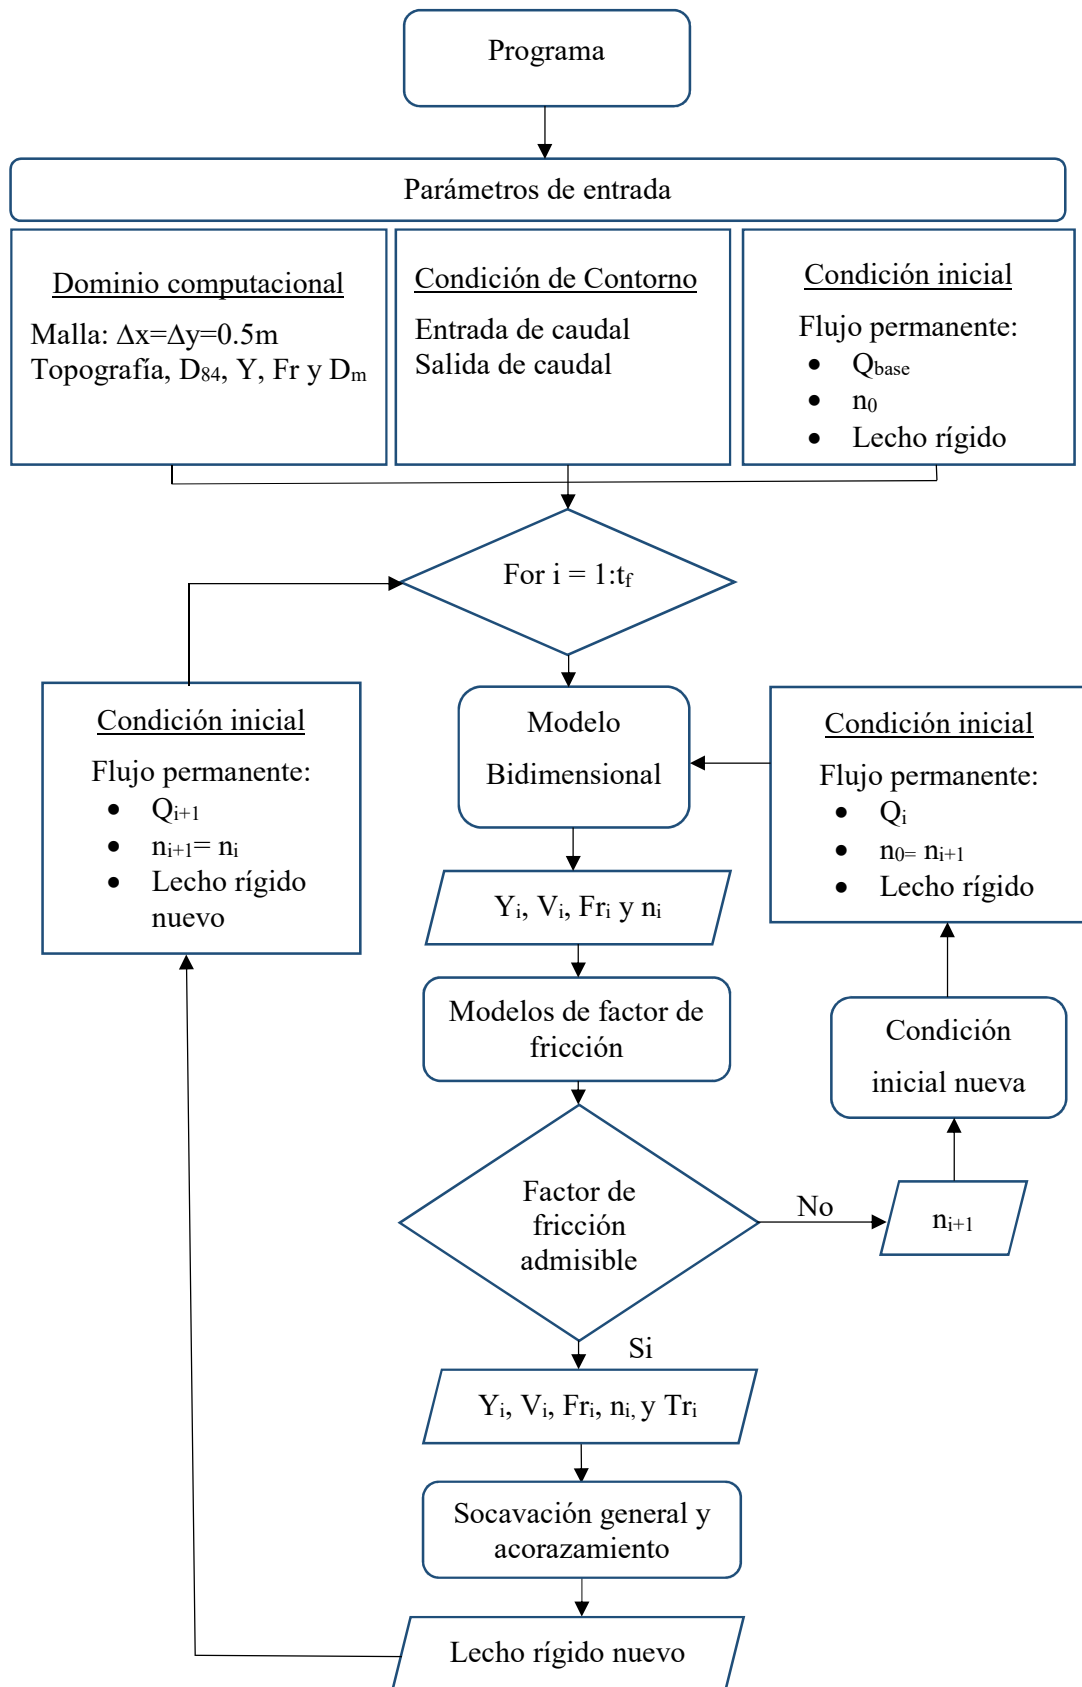 Programa
Parámetros de entrada
Dominio computacional
Malla: Δx=Δy=0.5m
Topografía, D₈₄, Y, Fr y Dₘ
Condición de Contorno
Entrada de caudal
Salida de caudal
Condición inicial
Flujo permanente:
• Q_base
• n₀
• Lecho rígido
For i = 1:t_f
Condición inicial
Flujo permanente:
• Qᵢ₊₁
• nᵢ₊₁= nᵢ
• Lecho rígido
nuevo
Modelo
Bidimensional
Condición inicial
Flujo permanente:
• Qᵢ
• n₀₌ nᵢ₊₁
• Lecho rígido
Yᵢ, Vᵢ, Frᵢ y nᵢ
Modelos de factor de
fricción
Condición
inicial nueva
Factor de
fricción
admisible
No
nᵢ₊₁
Si
Yᵢ, Vᵢ, Frᵢ, nᵢ, y Trᵢ
Socavación general y
acorazamiento
Lecho rígido nuevo